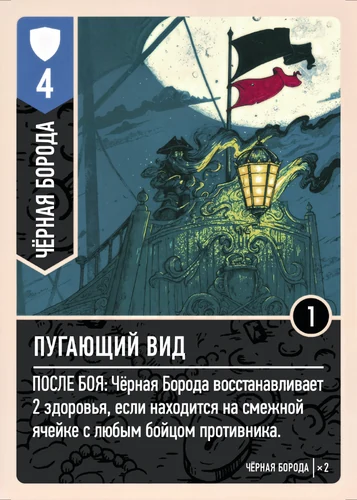 4
ЧЁРНАЯ БОРОДА
1
ПУГАЮЩИЙ ВИД
ПОСЛЕ БОЯ: Чёрная Борода восстанавливает
2 здоровья, если находится на смежной
ячейке с любым бойцом противника.
ЧЁРНАЯ БОРОДА | ×2